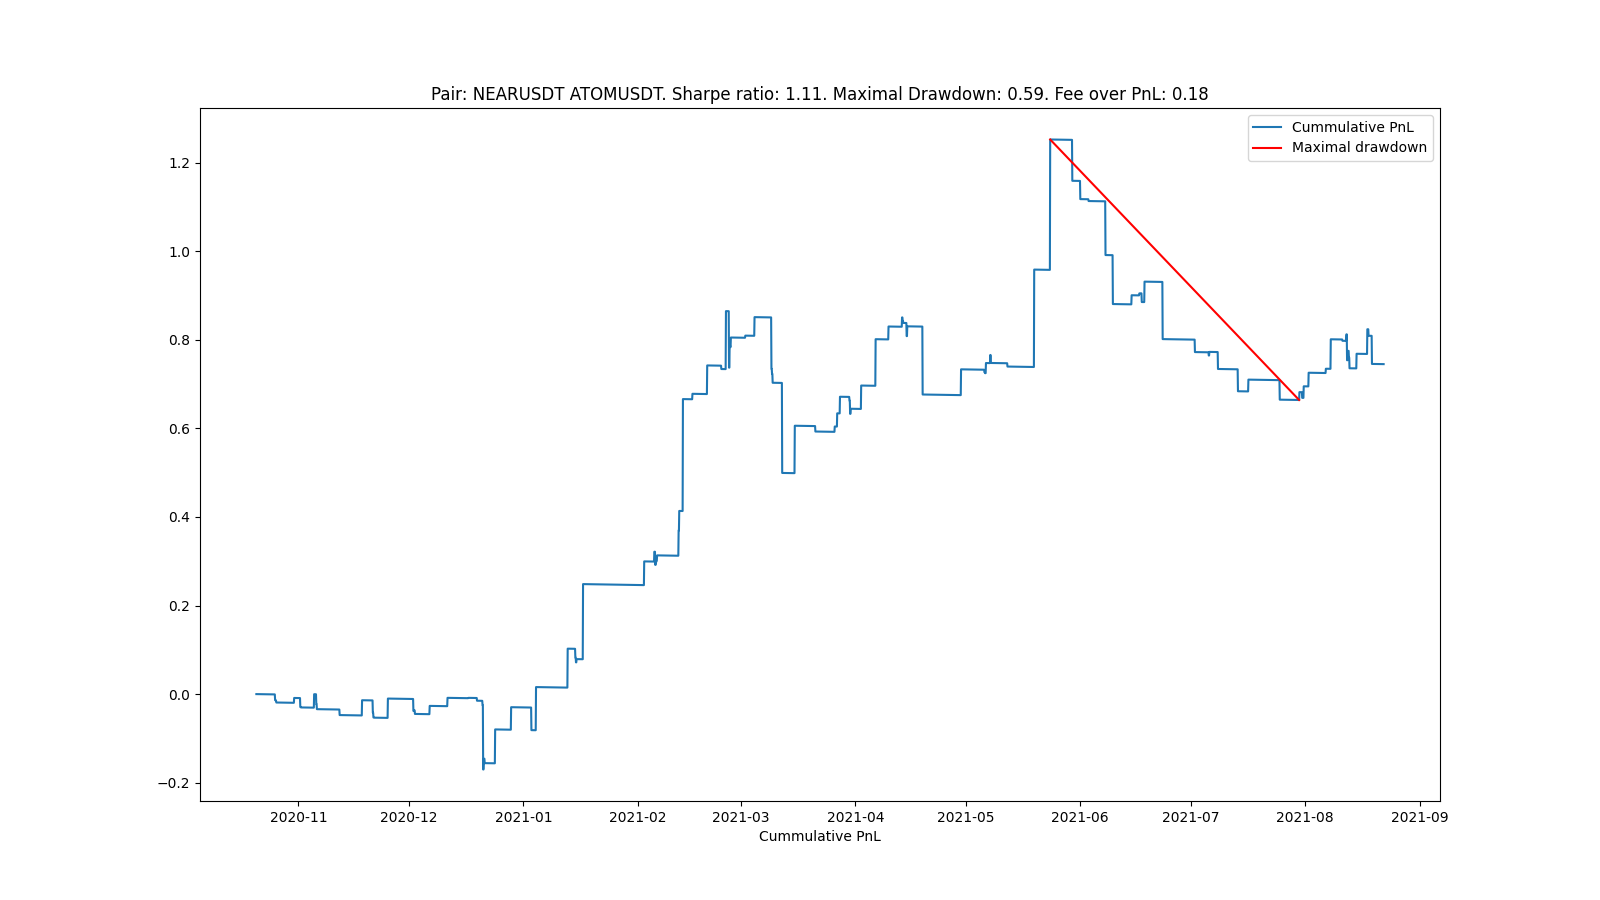 Pair: NEARUSDT ATOMUSDT. Sharpe ratio: 1.11. Maximal Drawdown: 0.59. Fee over PnL: 0.18
Cummulative PnL
Maximal drawdown
1.2
1.0
0.8
0.6
0.4
0.2
0.0
−0.2
2020-11 2020-12 2021-01 2021-02 2021-03 2021-04 2021-05 2021-06 2021-07 2021-08 2021-09
Cummulative PnL